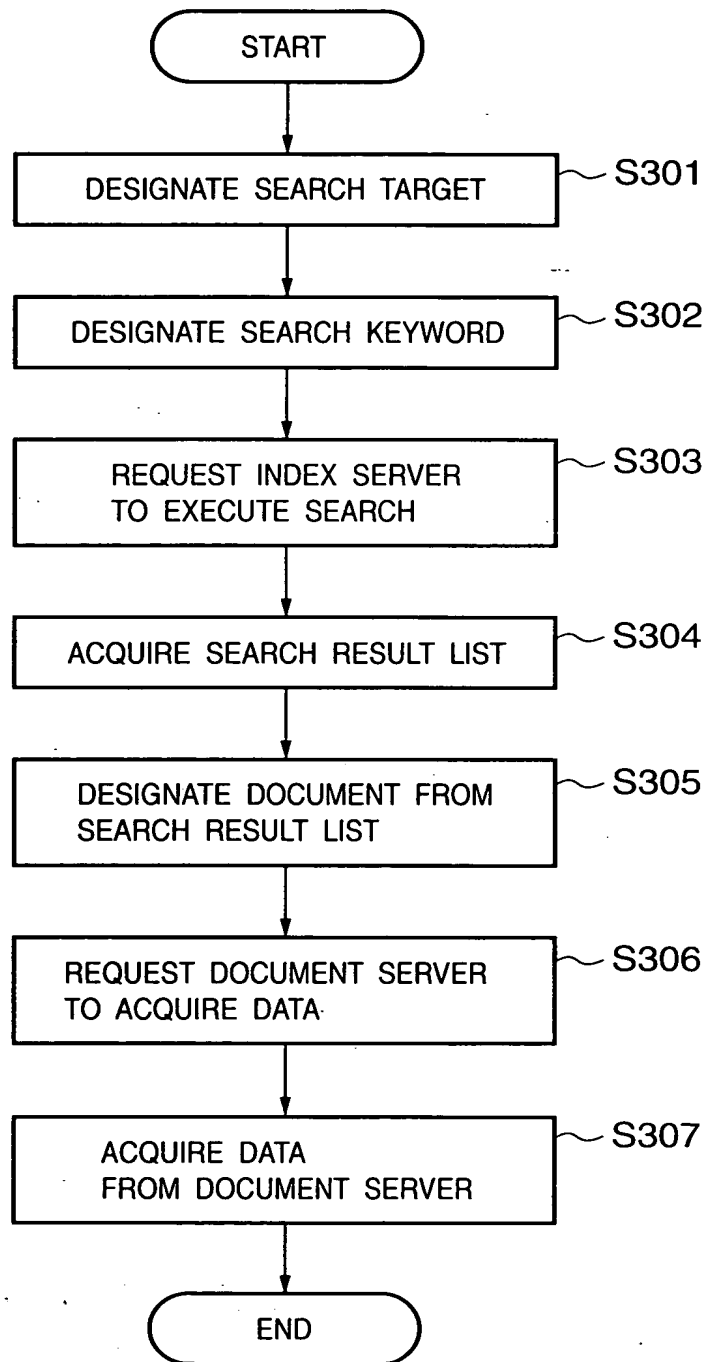 START
DESIGNATE SEARCH TARGET
S301
DESIGNATE SEARCH KEYWORD
S302
REQUEST INDEX SERVER
TO EXECUTE SEARCH
S303
ACQUIRE SEARCH RESULT LIST
S304
DESIGNATE DOCUMENT FROM
SEARCH RESULT LIST
S305
REQUEST DOCUMENT SERVER
TO ACQUIRE DATA
S306
ACQUIRE DATA
FROM DOCUMENT SERVER
S307
END